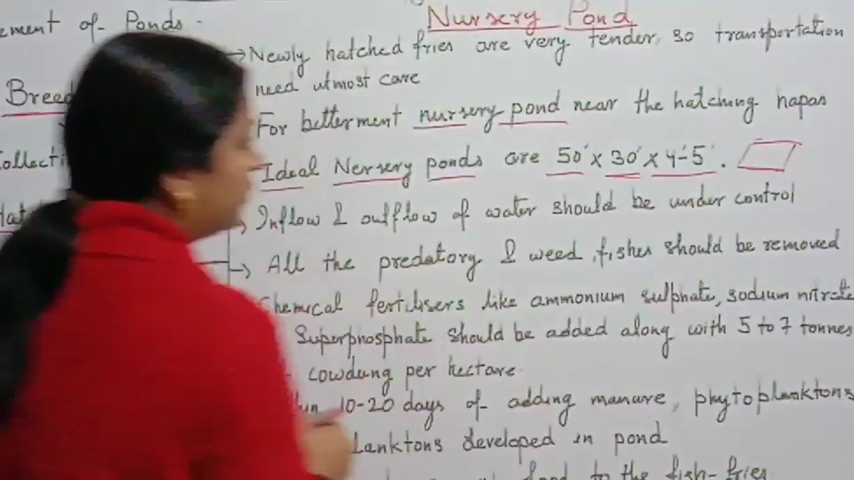 ement of Ponds -
Nursery Pond
Newly hatched fries are very tender, so transportation
need utmost care
Breed
For betterment nursery pond near the hatching hapas
Collecti
Ideal Nersery ponds are 50' x 30' x 4'-5'.
Hat
Inflow & outflow of water should be under control
All the predatory & weed fishes should be removed
Chemical fertilisers like ammonium sulphate, sodium nitrate
Superphosphate should be added along with 5 to 7 tonnes
cowdung per hectare
10-20 days of adding manure, phytoplanktons
lanktons developed in pond
food to the fish-fries